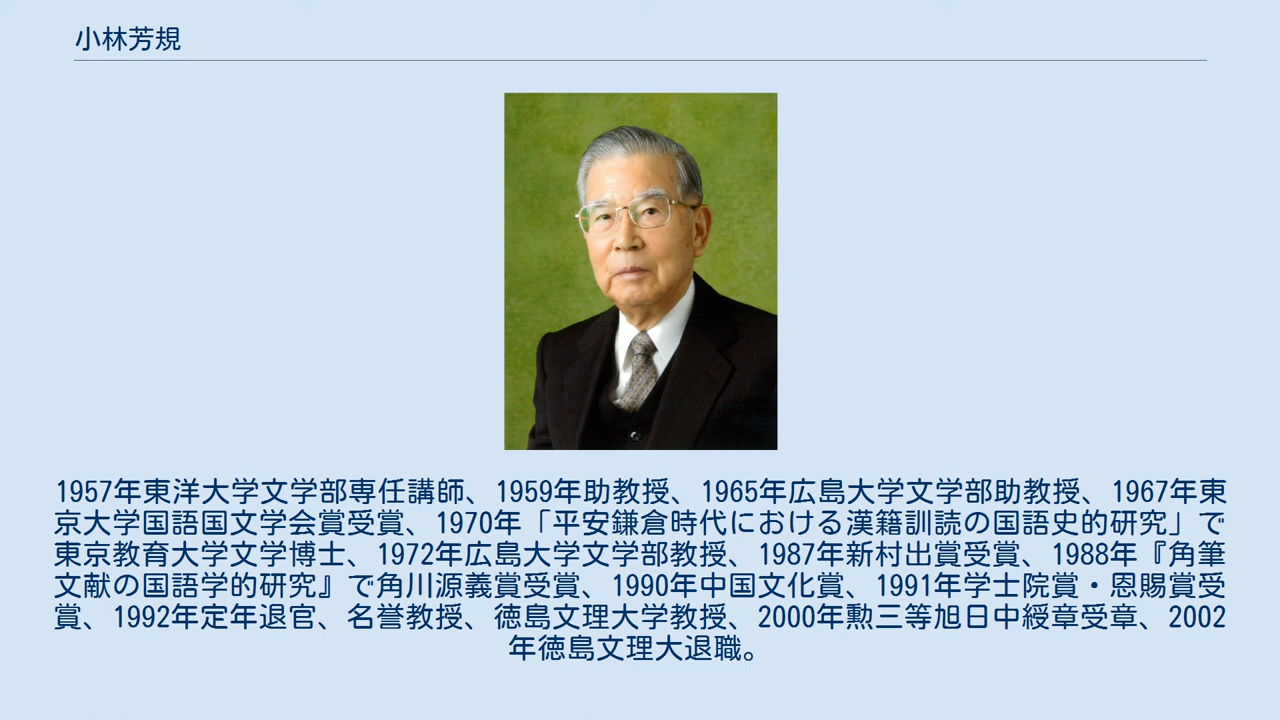 小林芳規
1957年東洋大学文学部専任講師、1959年助教授、1965年広島大学文学部助教授、1967年東
京大学国語国文学会賞受賞、1970年「平安鎌倉時代における漢籍訓読の国語史的研究」で
東京教育大学文学博士、1972年広島大学文学部教授、1987年新村出賞受賞、1988年『角筆
文献の国語学的研究』で角川源義賞受賞、1990年中国文化賞、1991年学士院賞・恩賜賞受
賞、1992年定年退官、名誉教授、徳島文理大学教授、2000年勲三等旭日中綬章受章、2002
年徳島文理大退職。